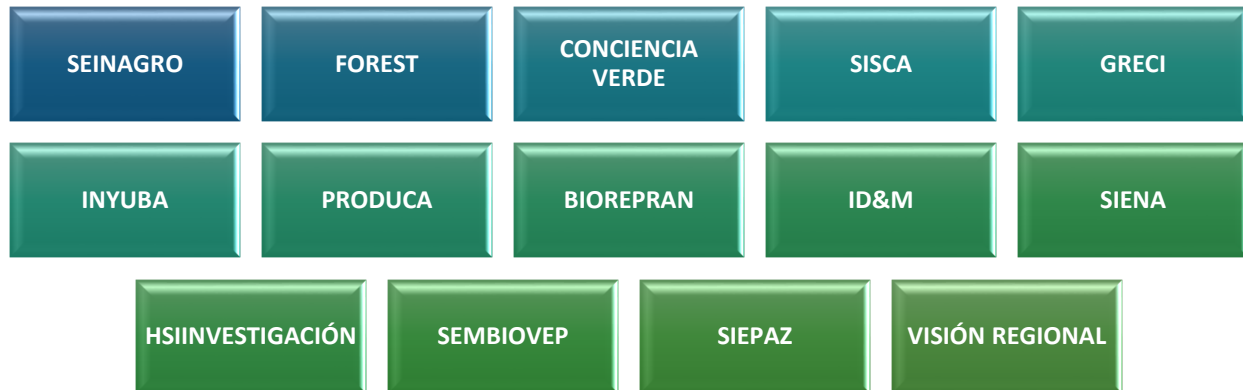 SEINAGRO
FOREST
CONCIENCIA
VERDE
SISCA
GRECI
INYUBA
PRODUCA
BIOREPRAN
ID&M
SIENA
HSIINVESTIGACIÓN
SEMBIOVEP
SIEPAZ
VISIÓN REGIONAL